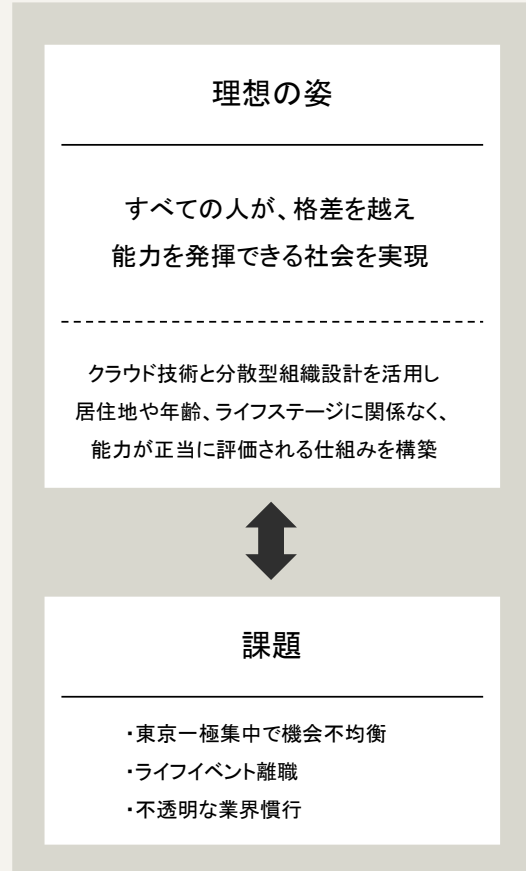 理想の姿
すべての人が、格差を越え
能力を発揮できる社会を実現
クラウド技術と分散型組織設計を活用し
居住地や年齢、ライフステージに関係なく、
能力が正当に評価される仕組みを構築
課題
・東京一極集中で機会不均衡
・ライフイベント離職
・不透明な業界慣行